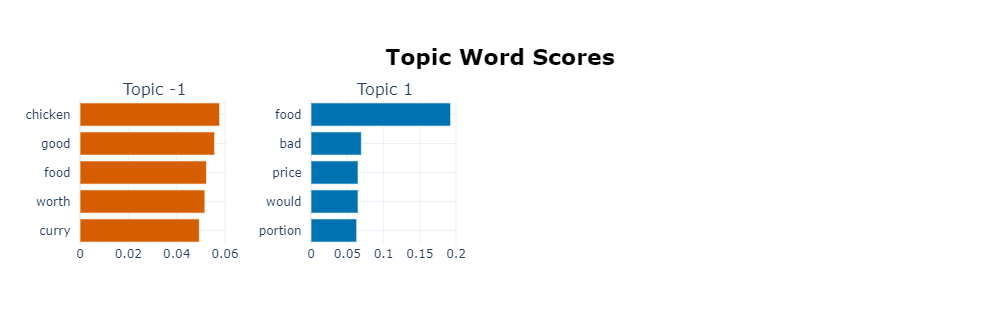 Topic Word Scores
Topic -1
chicken
good
food
worth
curry
0 0.02 0.04 0.06
Topic 1
food
bad
price
would
portion
0 0.05 0.1 0.15 0.2